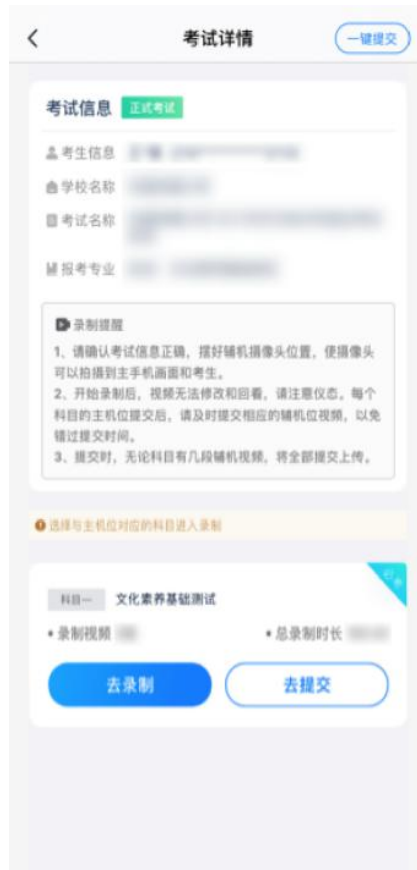 考试详情
一键提交
考试信息 正式考试
考生信息
学校名称
考试名称
报考专业
录制提醒
1、请确认考试信息正确，摆好辅机摄像头位置，使摄像头
可以拍摄到主手机画面和考生。
2、开始录制后，视频无法修改和回看，请注意仪态。每个
科目的主机位提交后，请及时提交相应的辅机位视频，以免
错过提交时间。
3、提交时，无论科目有几段辅机视频，将全部提交上传。
选择与主机位对应的科目进入录制
科目一 文化素养基础测试
• 录制视频 • 总录制时长
去录制 去提交